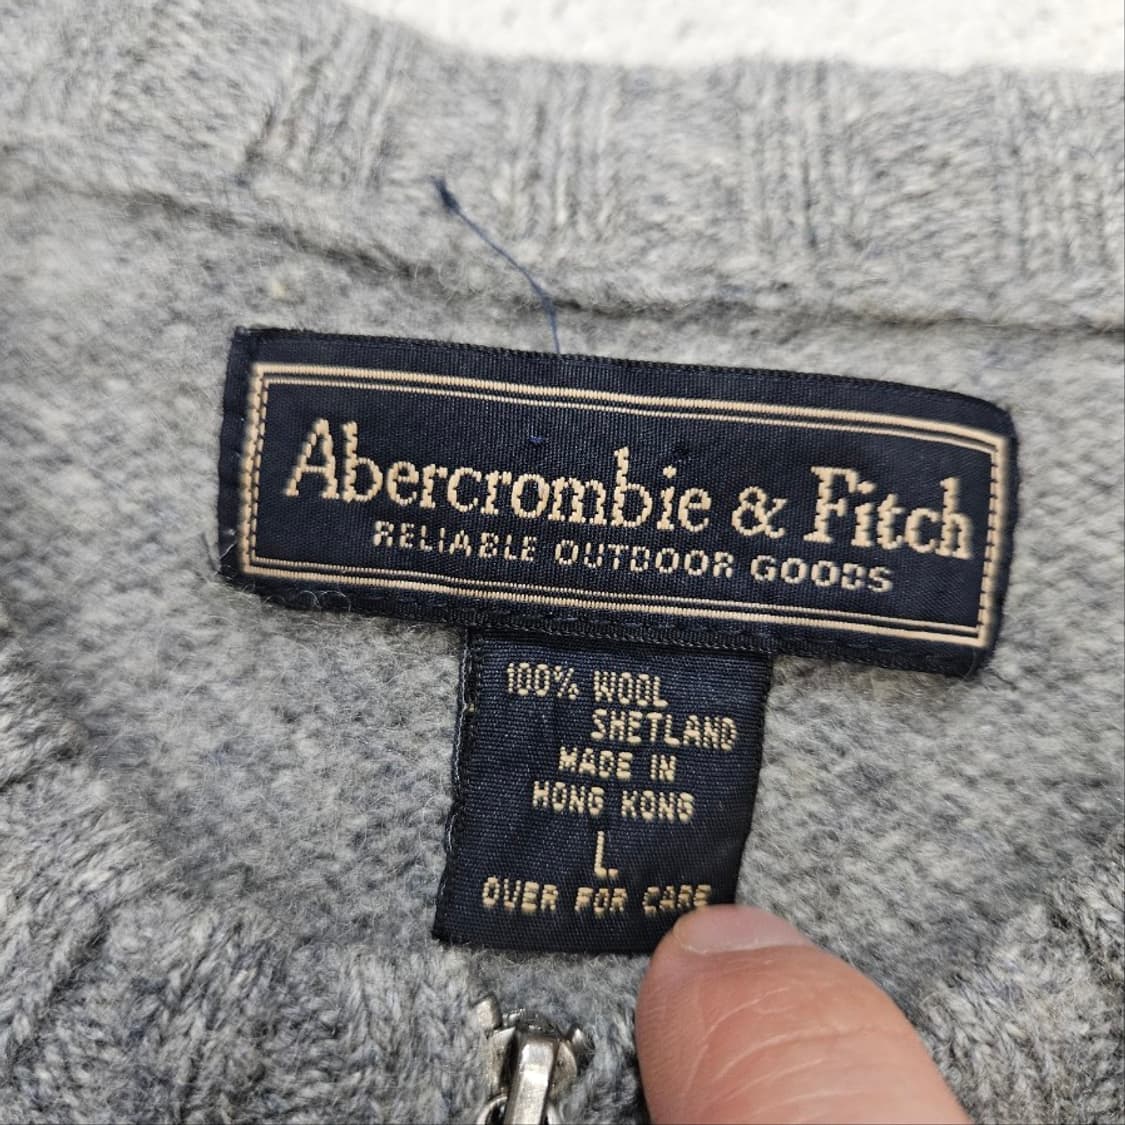 Abercrombie & Fitch
RELIABLE OUTDOOR GOODS
100% WOOL
SHETLAND
MADE IN
HONG KONG
L
OVER FOR CARE